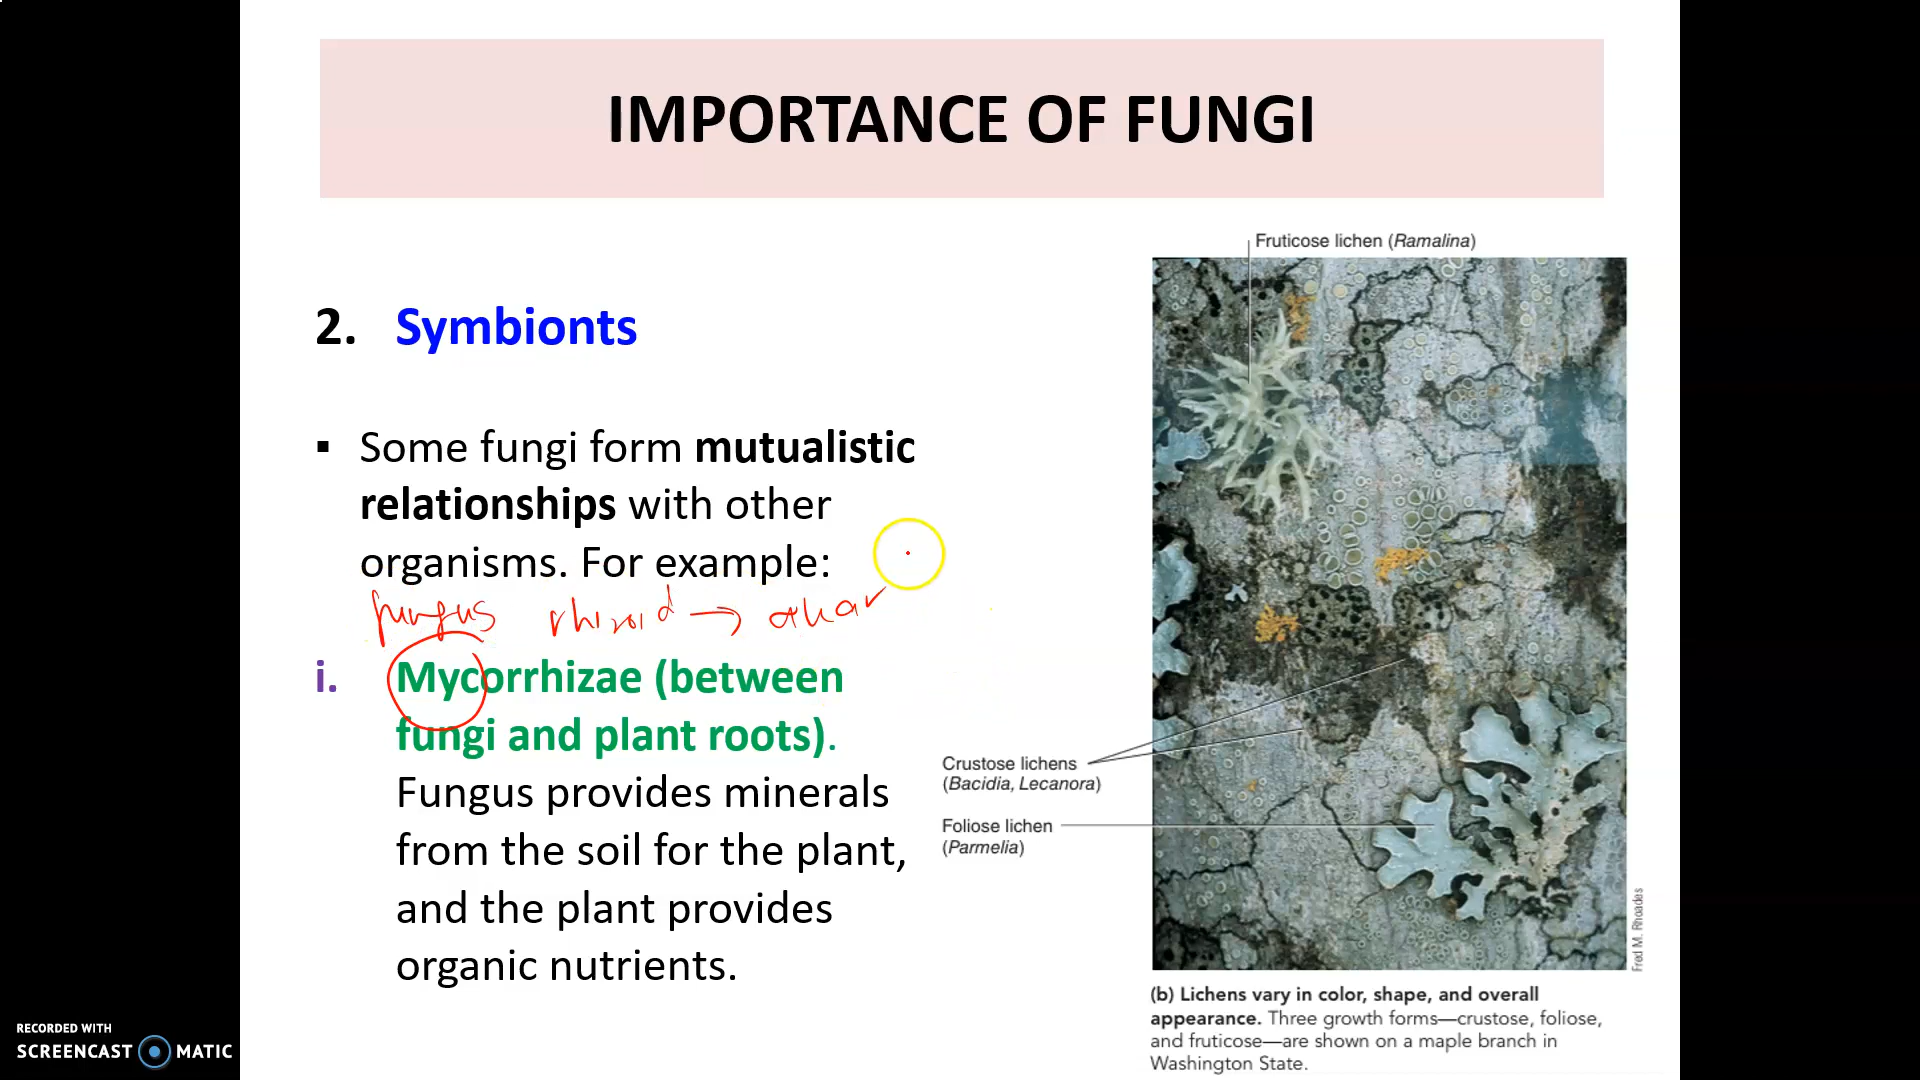 IMPORTANCE OF FUNGI
Fruticose lichen (Ramalina)
2. Symbionts
▪ Some fungi form mutualistic
relationships with other
organisms. For example:
fungus rhizoid → akar
i. Mycorrhizae (between
fungi and plant roots).
Fungus provides minerals
from the soil for the plant,
and the plant provides
organic nutrients.
Crustose lichens
(Bacidia, Lecanora)
Foliose lichen
(Parmelia)
Fred M. Rhoades
(b) Lichens vary in color, shape, and overall
appearance. Three growth forms—crustose, foliose,
and fruticose—are shown on a maple branch in
Washington State.
RECORDED WITH
SCREENCAST MATIC